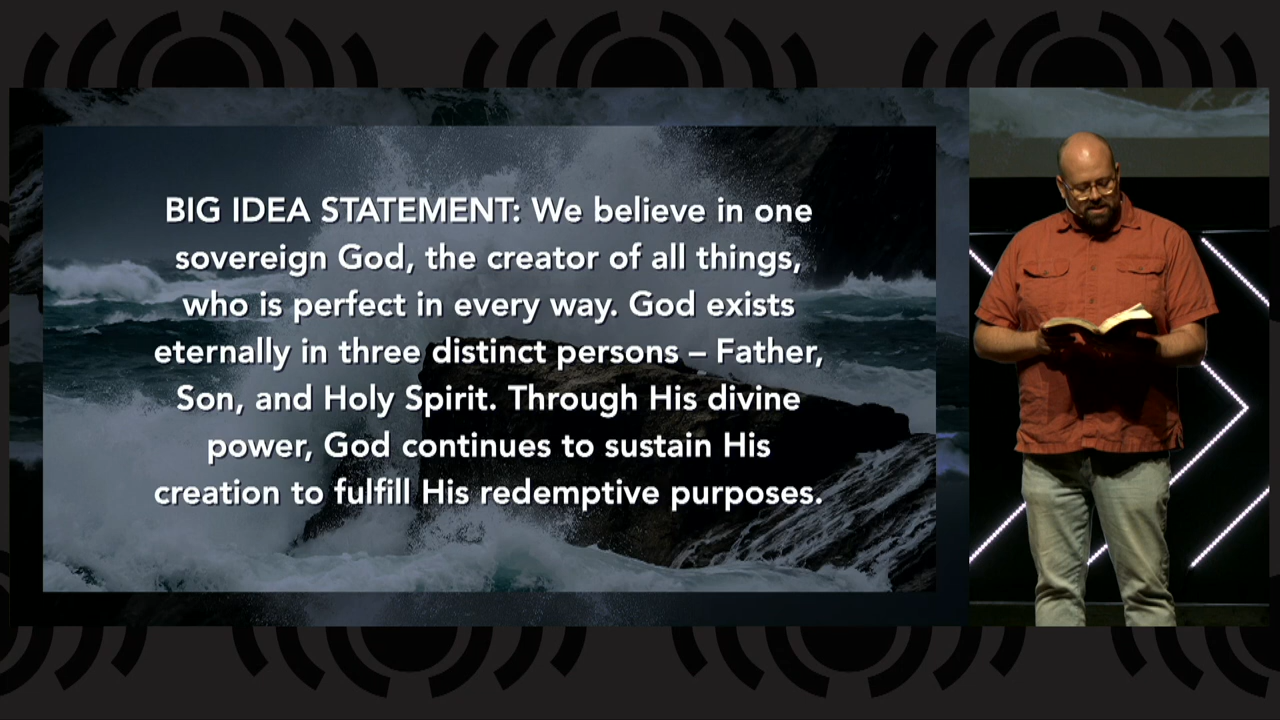 BIG IDEA STATEMENT: We believe in one
sovereign God, the creator of all things,
who is perfect in every way. God exists
eternally in three distinct persons – Father,
Son, and Holy Spirit. Through His divine
power, God continues to sustain His
creation to fulfill His redemptive purposes.